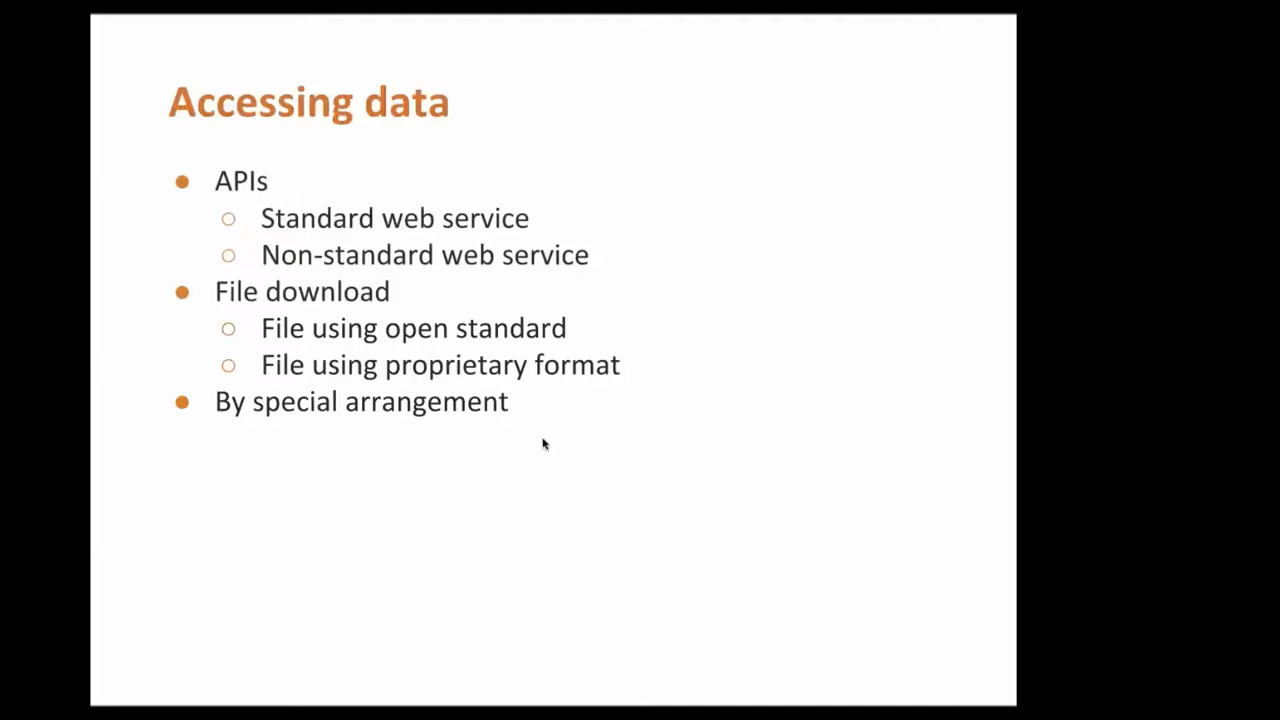 Accessing data
● APIs
○ Standard web service
○ Non-standard web service
● File download
○ File using open standard
○ File using proprietary format
● By special arrangement